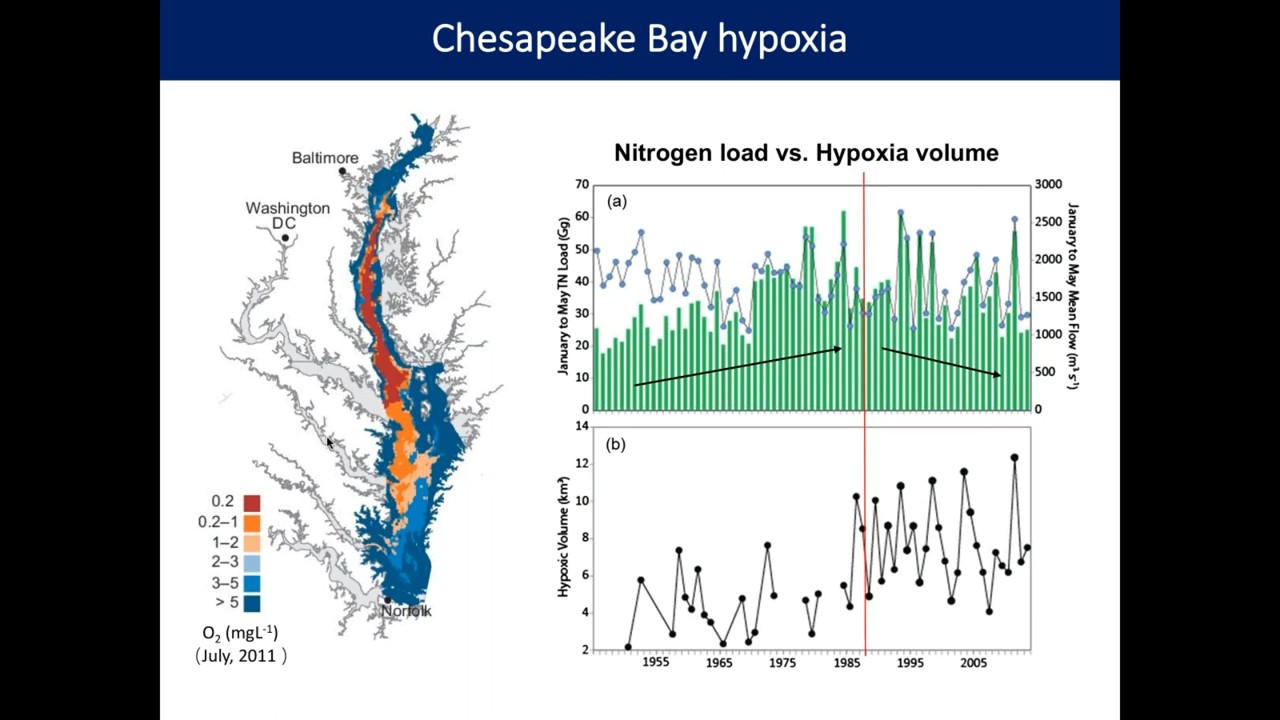 Chesapeake Bay hypoxia
Baltimore
Washington
DC
Norfolk
0.2
0.2–1
1–2
2–3
3–5
> 5
O₂ (mgL⁻¹)
(July, 2011 )
Nitrogen load vs. Hypoxia volume
(a)
January to May TN Load (Gg)
70
60
50
40
30
20
10
0
3000
2500
2000
1500
1000
500
0
January to May Mean Flow (m³ s⁻¹)
(b)
Hypoxic Volume (km³)
14
12
10
8
6
4
2
1955 1965 1975 1985 1995 2005